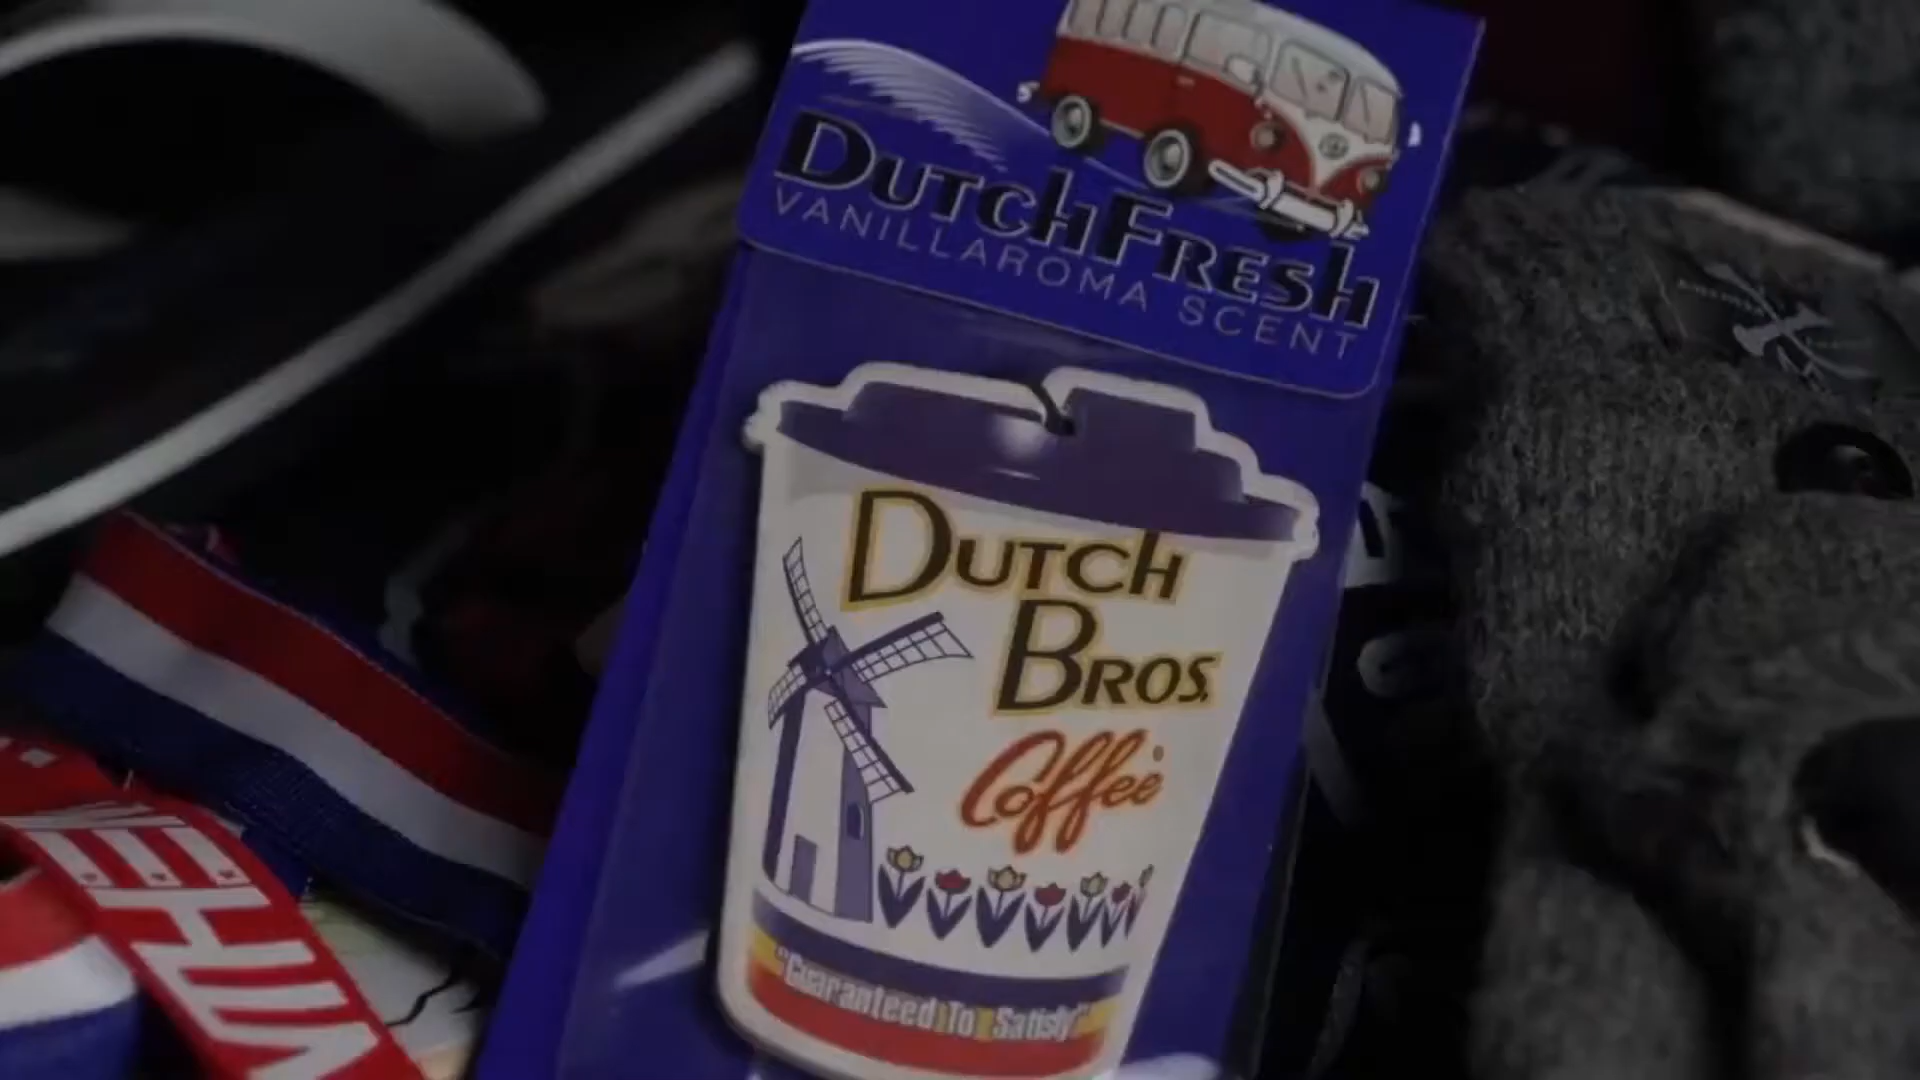 DUTCHFRESH
VANILLAROMA SCENT
DUTCH
BROS.
Coffee
"Guaranteed To Satisfy"